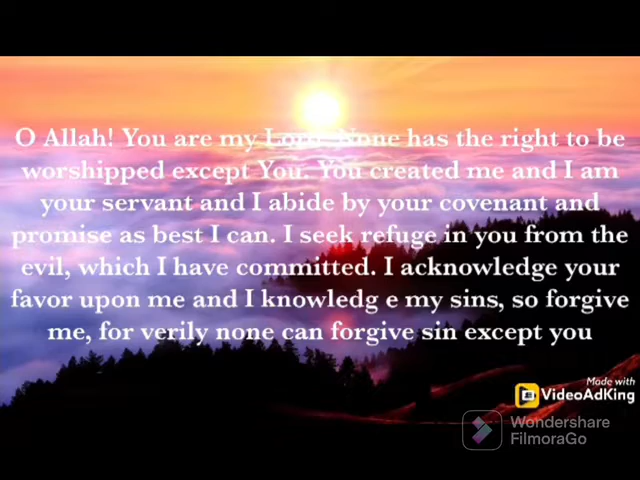 O Allah! You are my Lord. None has the right to be
worshipped except You. You created me and I am
your servant and I abide by your covenant and
promise as best I can. I seek refuge in you from the
evil, which I have committed. I acknowledge your
favor upon me and I knowledg e my sins, so forgive
me, for verily none can forgive sin except you
Made with
VideoAdKing
Wondershare
FilmoraGo